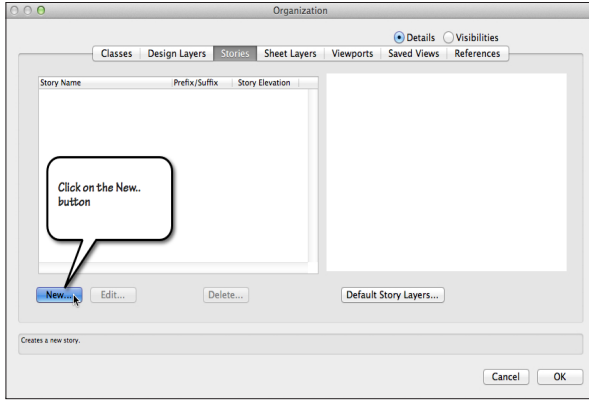 Organization
Details Visibilities
Classes Design Layers Stories Sheet Layers Viewports Saved Views References
Story Name Prefix/Suffix Story Elevation
Click on the New..
button
New... Edit... Delete... Default Story Layers...
Creates a new story.
Cancel OK